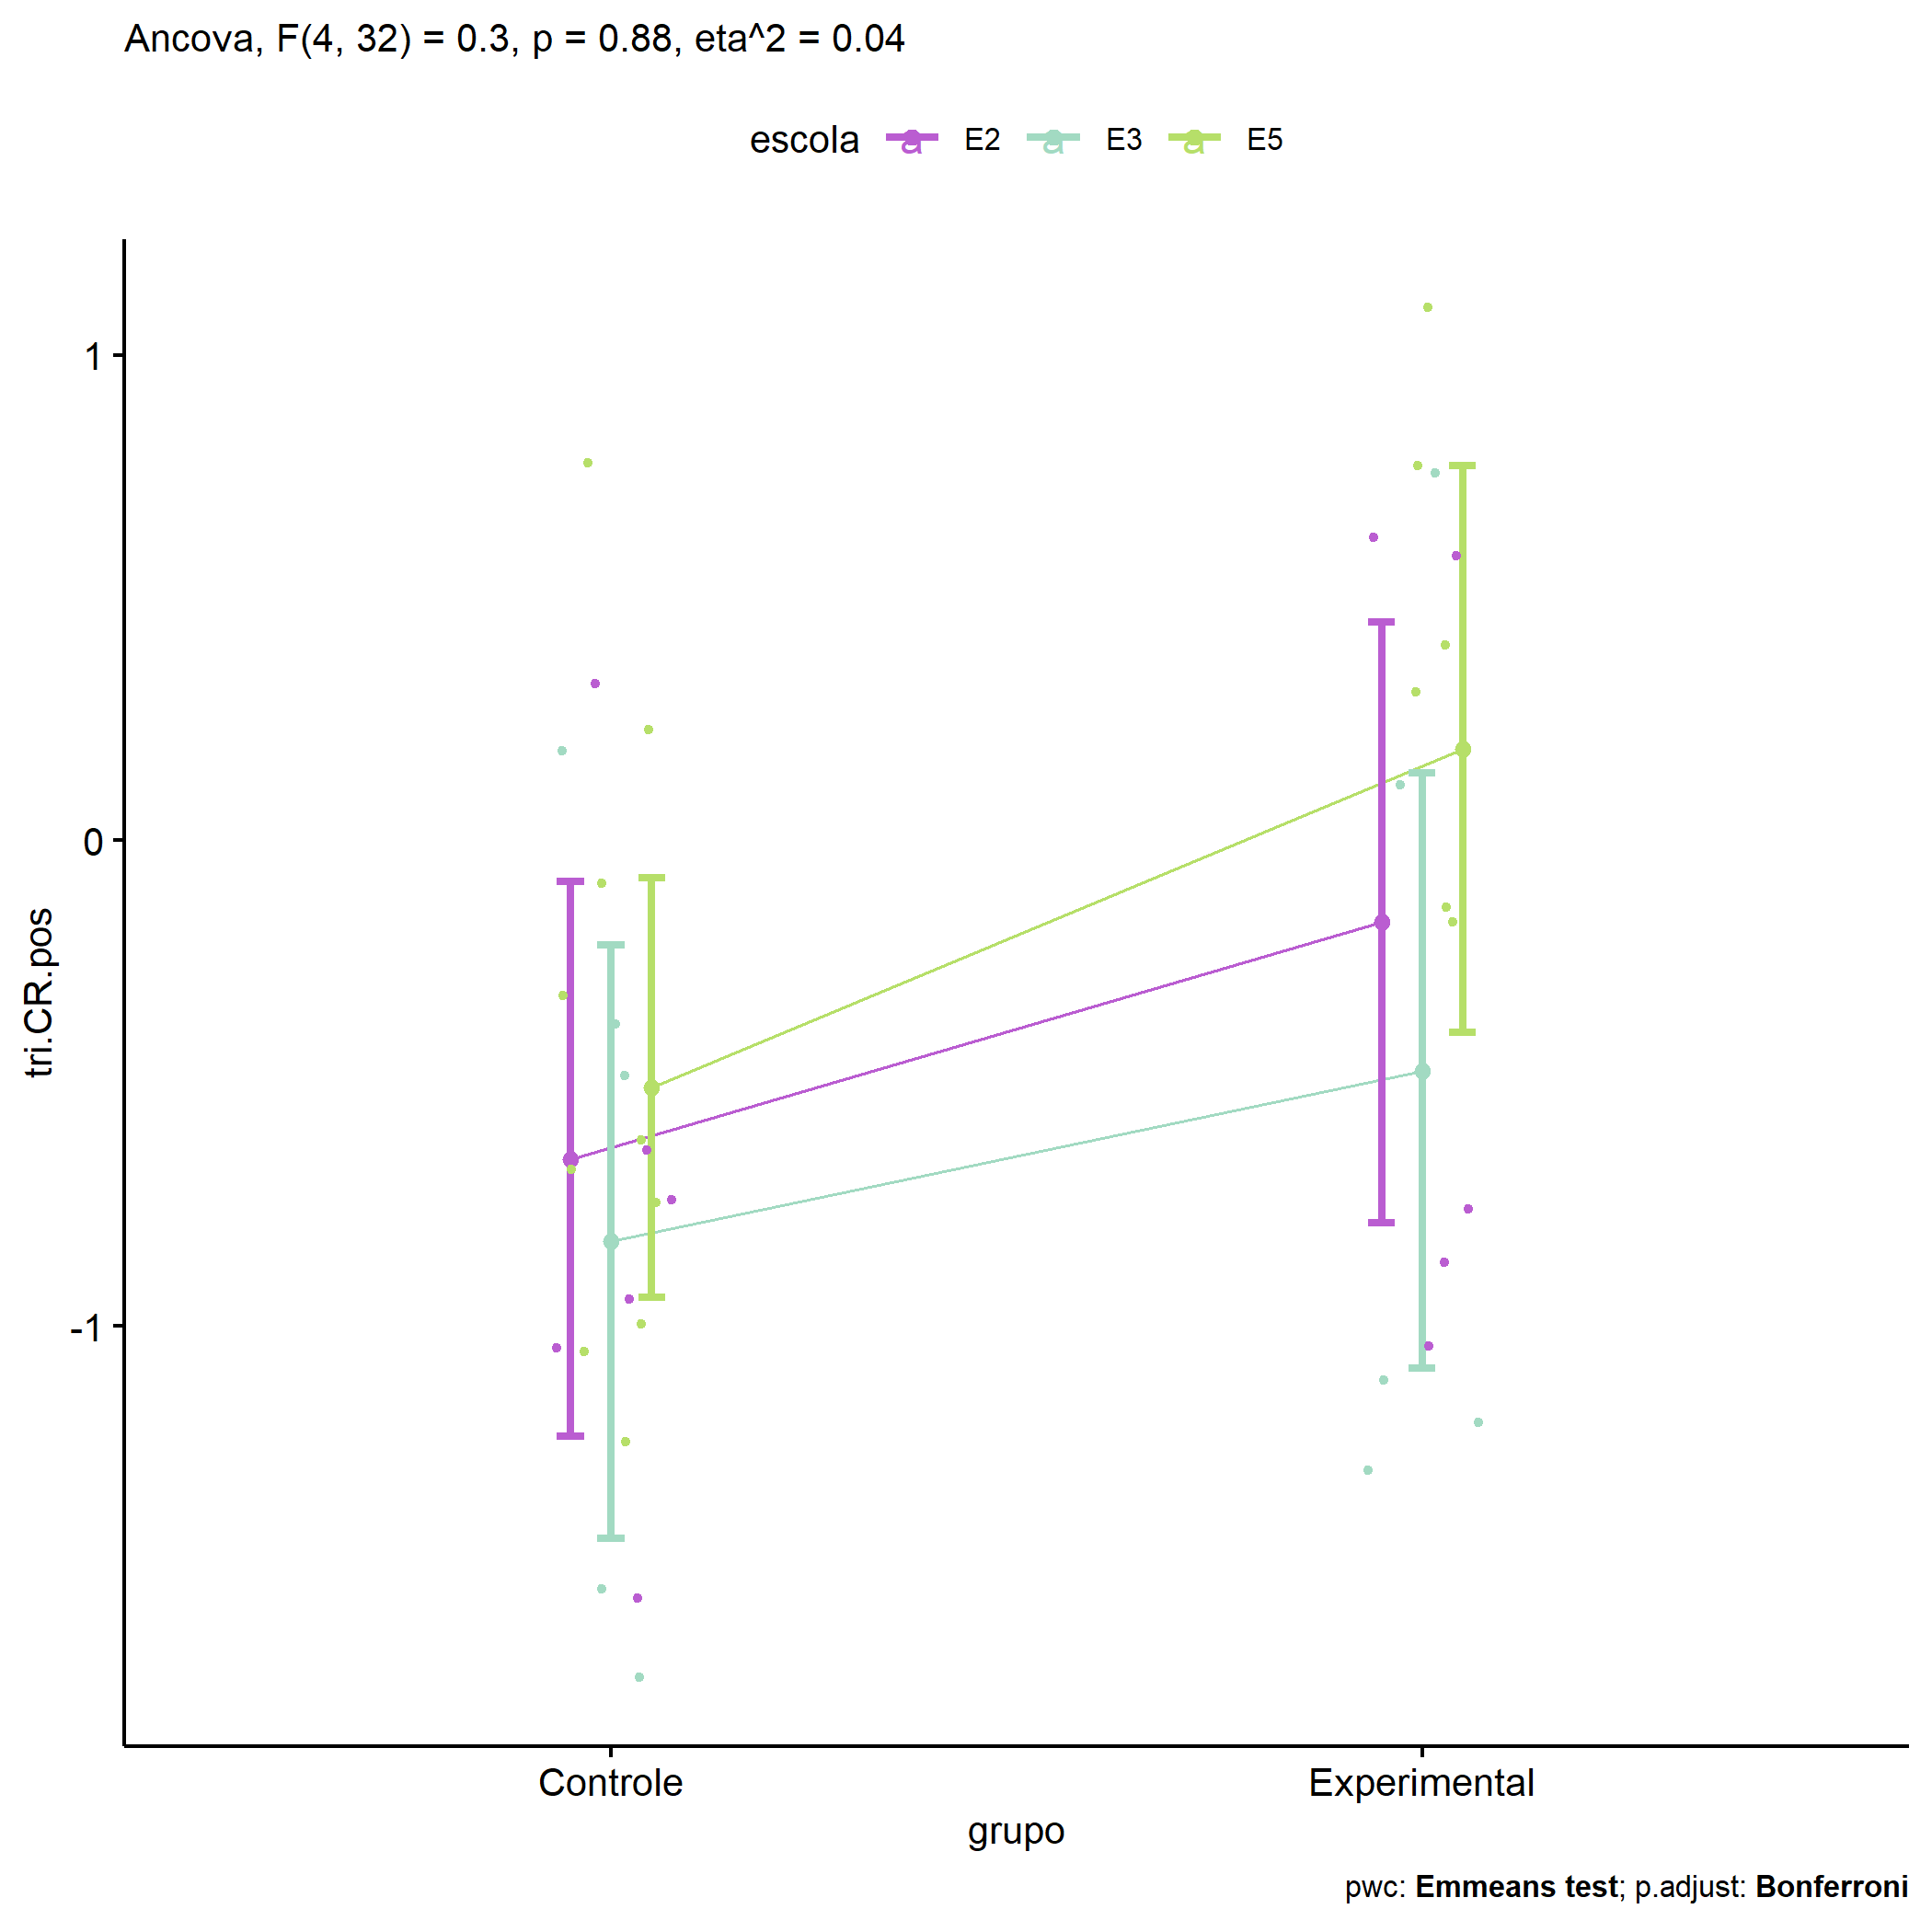 Ancova, F(4, 32) = 0.3, p = 0.88, eta^2 = 0.04
escola a E2 a E3 a E5
1
0
-1
tri.CR.pos
Controle Experimental
grupo
pwc: Emmeans test; p.adjust: Bonferroni